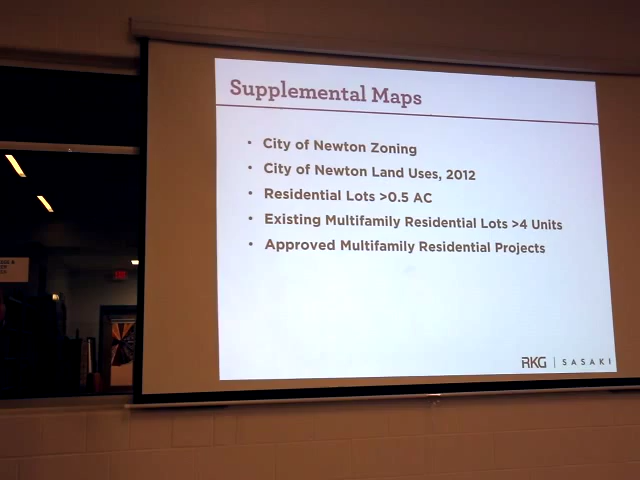 Supplemental Maps
• City of Newton Zoning
• City of Newton Land Uses, 2012
• Residential Lots >0.5 AC
• Existing Multifamily Residential Lots >4 Units
• Approved Multifamily Residential Projects
RKG | SASAKI